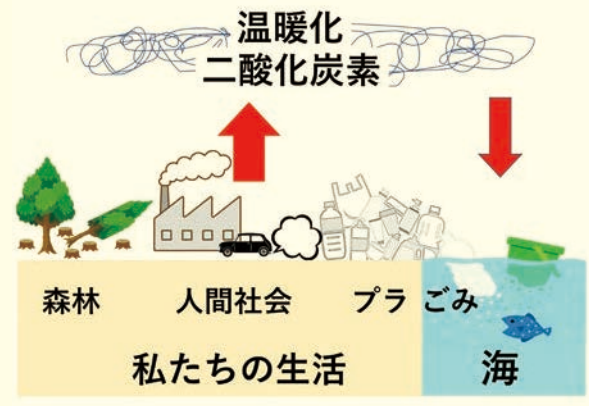 温暖化
二酸化炭素
森林 人間社会 プラごみ
私たちの生活 海